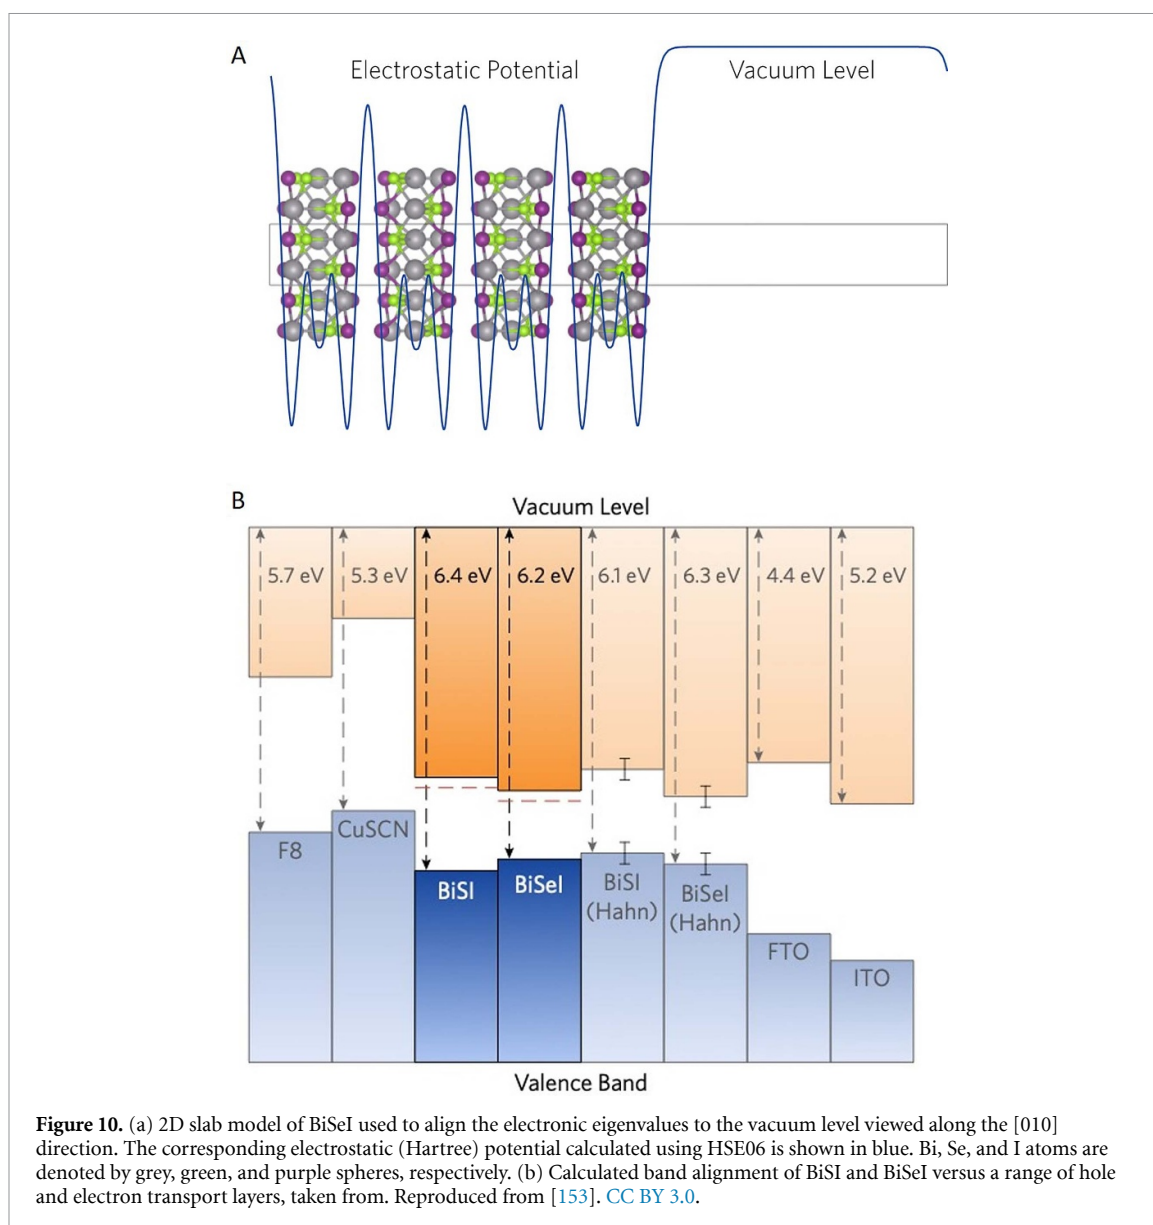 A
Electrostatic Potential
Vacuum Level
B
Vacuum Level
5.7 eV
5.3 eV
6.4 eV
6.2 eV
6.1 eV
6.3 eV
4.4 eV
5.2 eV
F8
CuSCN
BiSI
BiSeI
BiSI
(Hahn)
BiSeI
(Hahn)
FTO
ITO
Valence Band
Figure 10. (a) 2D slab model of BiSeI used to align the electronic eigenvalues to the vacuum level viewed along the [010]
direction. The corresponding electrostatic (Hartree) potential calculated using HSE06 is shown in blue. Bi, Se, and I atoms are
denoted by grey, green, and purple spheres, respectively. (b) Calculated band alignment of BiSI and BiSeI versus a range of hole
and electron transport layers, taken from. Reproduced from [153]. CC BY 3.0.